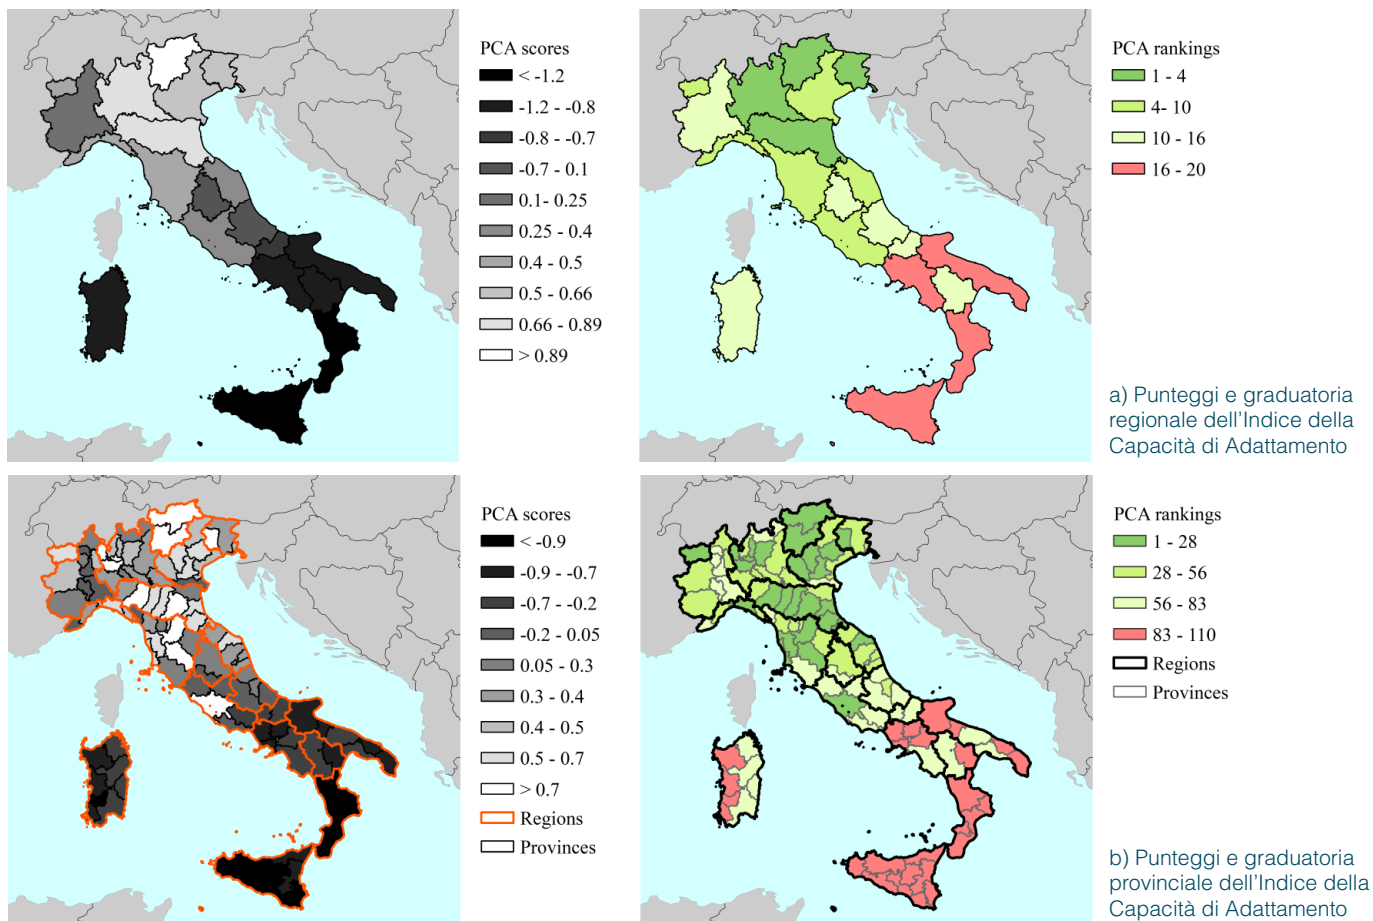 PCA scores
< -1.2
-1.2 - -0.8
-0.8 - -0.7
-0.7 - 0.1
0.1- 0.25
0.25 - 0.4
0.4 - 0.5
0.5 - 0.66
0.66 - 0.89
> 0.89
PCA rankings
1 - 4
4- 10
10 - 16
16 - 20
a) Punteggi e graduatoria
regionale dell’Indice della
Capacità di Adattamento
PCA scores
< -0.9
-0.9 - -0.7
-0.7 - -0.2
-0.2 - 0.05
0.05 - 0.3
0.3 - 0.4
0.4 - 0.5
0.5 - 0.7
> 0.7
Regions
Provinces
PCA rankings
1 - 28
28 - 56
56 - 83
83 - 110
Regions
Provinces
b) Punteggi e graduatoria
provinciale dell’Indice della
Capacità di Adattamento